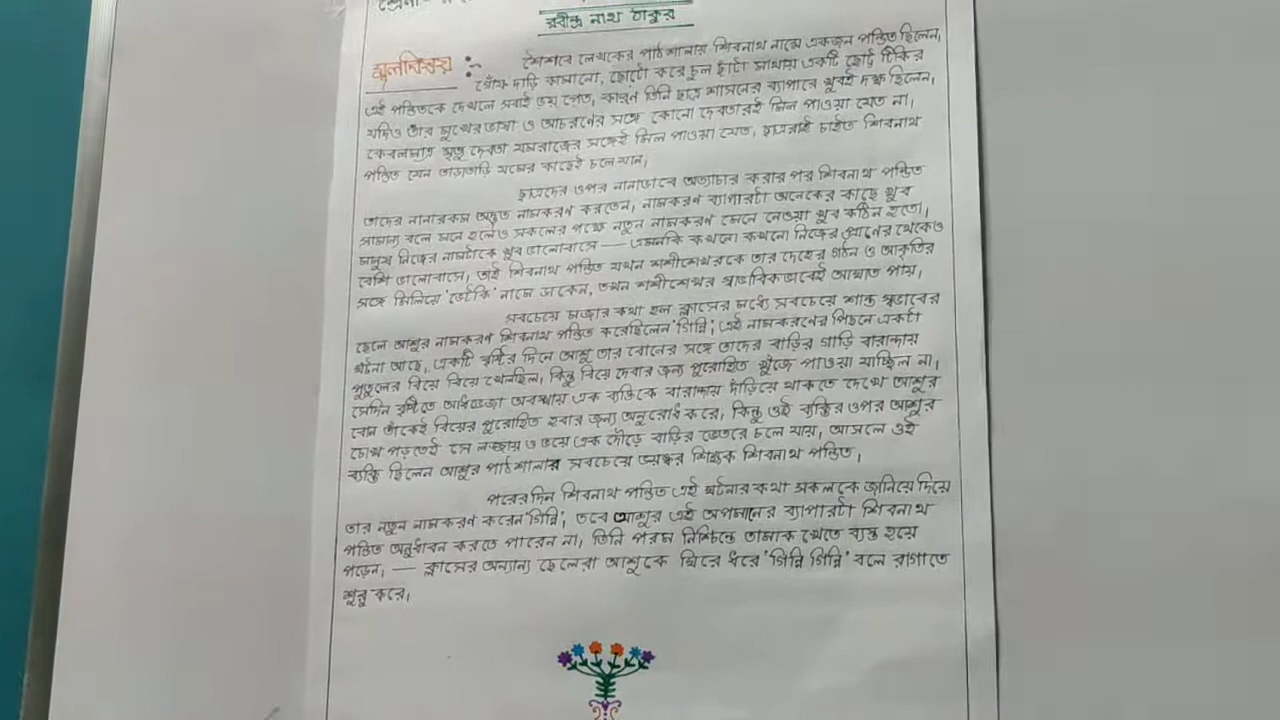 রবীন্দ্র নাথ ঠাকুর
মূলবিষয় :- শৈশবে লেখকের পাঠশালায় শিবনাথ নামে একজন পন্ডিত ছিলেন,
গোঁফ দাড়ি কামানো, ছোটো করে চুল ছাঁটা মাথায় একটি ছোট্ট টিকির
এই পন্ডিতকে দেখলে সবাই ভয় পেত, কারণ তিনি ছাত্র শাসনের ব্যাপারে খুবই দক্ষ ছিলেন,
যদিও তাঁর মুখের ভাষা ও আচরণের সঙ্গে কোনো দেবতারই মিল পাওয়া যেত না।
কেবলমাত্র মৃত্যু দেবতা যমরাজের সঙ্গেই মিল পাওয়া যেত, ছাত্ররাই চাইত শিবনাথ
পন্ডিত যেন তাড়াতাড়ি যমের কাছেই চলে যান।
ছাত্রদের ওপর নানাভাবে অত্যাচার করার পর শিবনাথ পন্ডিত
তাদের নানারকম অদ্ভুত নামকরণ করতেন, নামকরণ ব্যাপারটা অনেকের কাছে খুব
সামান্য বলে মনে হলেও সকলের পক্ষে নতুন নামকরণ মেনে নেওয়া খুব কঠিন হতো।
মানুষ নিজের নামটাকে খুব ভালোবাসে — এমনকি কখনো কখনো নিজের প্রাণের থেকেও
বেশি ভালোবাসে, তাই শিবনাথ পন্ডিত যখন শশীশেখরকে তার দেহের গঠন ও আকৃতির
সঙ্গে মিলিয়ে 'ভেটকি' নামে ডাকেন, তখন শশীশেখর স্বাভাবিকভাবেই আঘাত পায়,
সবচেয়ে মজার কথা হল ক্লাসের মধ্যে সবচেয়ে শান্ত স্বভাবের
ছেলে আশুর নামকরণ শিবনাথ পন্ডিত করেছিলেন 'গিন্নি'; এই নামকরণের পিছনে একটা
ঘটনা আছে, একটি বৃষ্টির দিনে আশু তার বোনের সঙ্গে তাদের বাড়ির গাড়ি বারান্দায়
পুতুলের বিয়ে বিয়ে খেলছিল, কিন্তু বিয়ে দেবার জন্য পুরোহিত খুঁজে পাওয়া যাচ্ছিল না,
সেদিন বৃষ্টিতে আধভেজা অবস্থায় এক ব্যক্তিকে বারান্দায় দাঁড়িয়ে থাকতে দেখে আশুর
বোন তাঁকেই বিয়ের পুরোহিত হবার জন্য অনুরোধ করে, কিন্তু ওই ব্যক্তির ওপর আশুর
চোখ পড়তেই সে লজ্জায় ও ভয়ে এক দৌড়ে বাড়ির ভেতরে চলে যায়, আসলে ওই
ব্যক্তি ছিলেন আশুর পাঠশালার সবচেয়ে ভয়ঙ্কর শিক্ষক শিবনাথ পন্ডিত,
পরের দিন শিবনাথ পন্ডিত এই ঘটনার কথা সকলকে জানিয়ে দিয়ে
তার নতুন নামকরণ করেন 'গিন্নি'; তবে আশুর এই অপমানের ব্যাপারটা শিবনাথ
পন্ডিত অনুধাবন করতে পারেন না, তিনি পরম নিশ্চিন্তে তামাক খেতে ব্যস্ত হয়ে
পড়েন, — ক্লাসের অন্যান্য ছেলেরা আশুকে ঘিরে ধরে 'গিন্নি গিন্নি' বলে রাগাতে
শুরু করে,